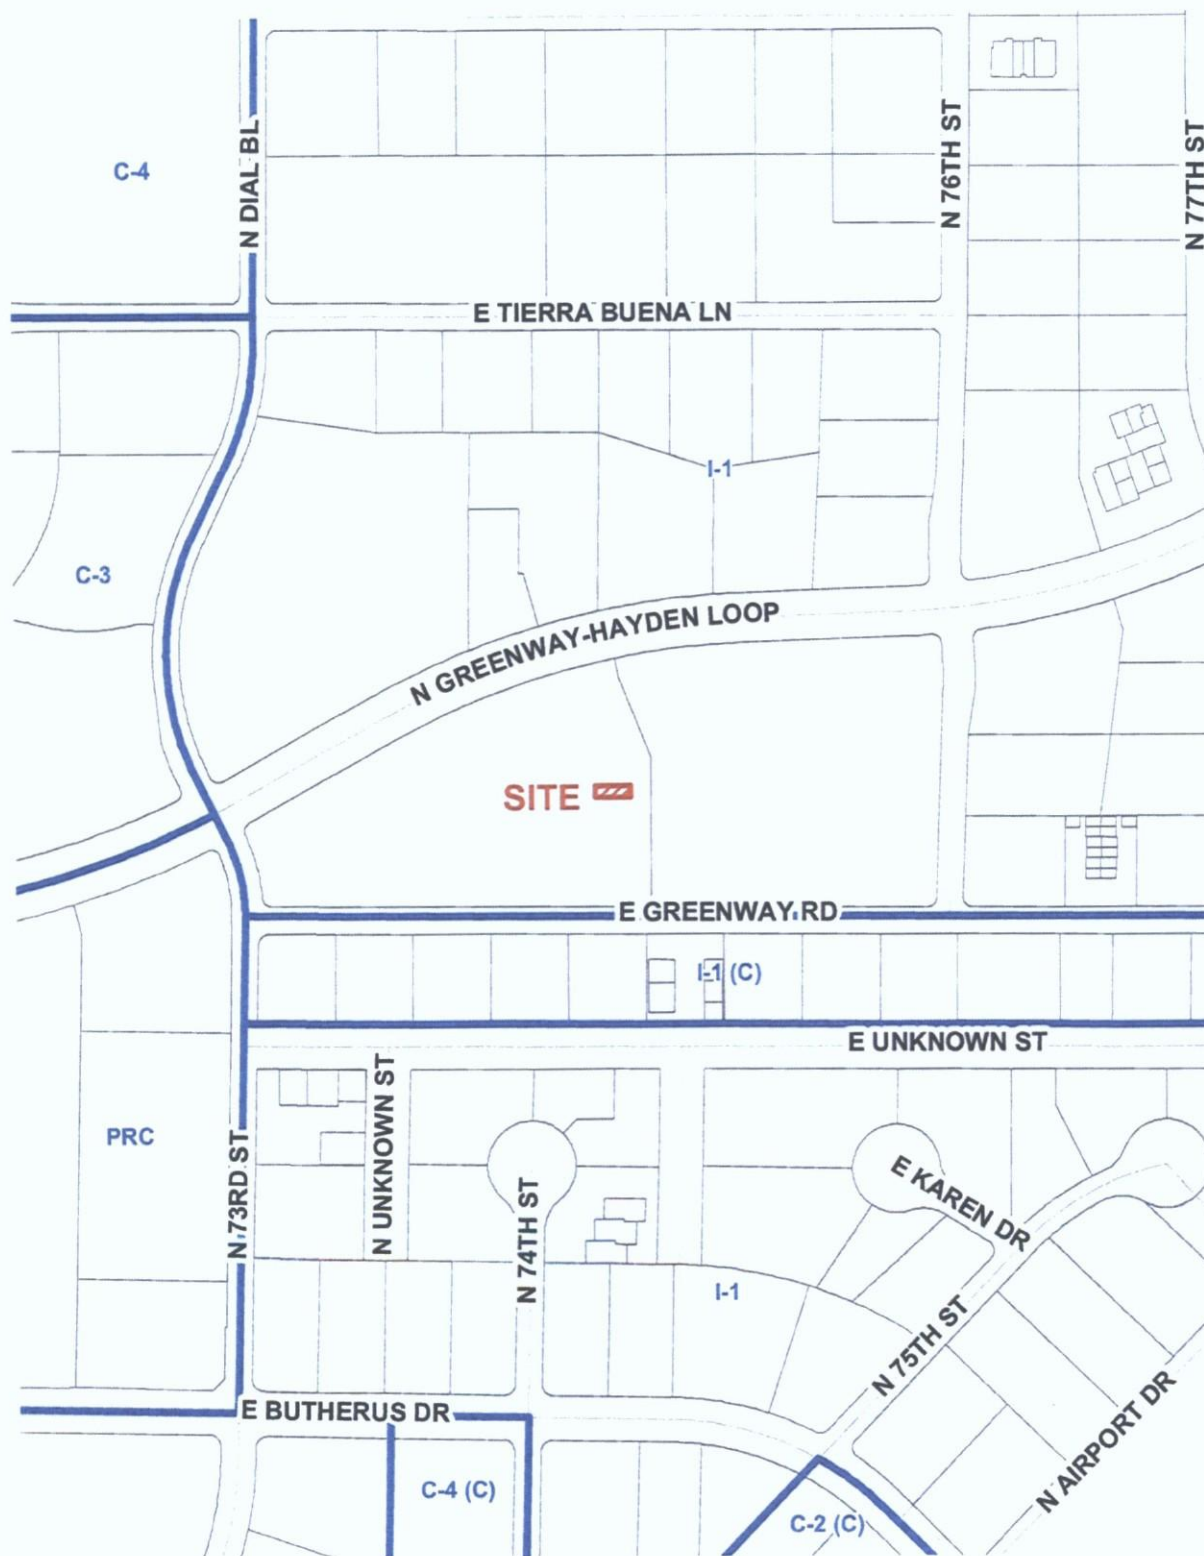 N 76TH ST
N 77TH ST
N DIAL BL
C-4
E TIERRA BUENA LN
I-1
C-3
N GREENWAY-HAYDEN LOOP
SITE
E GREENWAY RD
I-1 (C)
E UNKNOWN ST
N UNKNOWN ST
PRC
N 73RD ST
N 74TH ST
E KAREN DR
I-1
N 75TH ST
N AIRPORT DR
E BUTHERUS DR
C-4 (C)
C-2 (C)